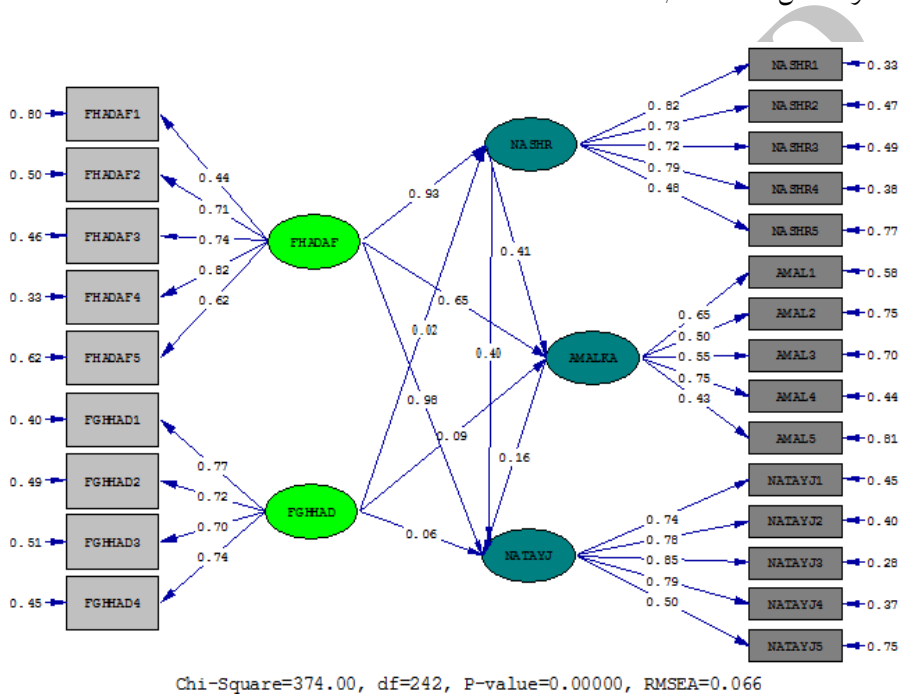 0.80 FHADAF1
0.50 FHADAF2
0.46 FHADAF3
0.33 FHADAF4
0.62 FHADAF5
0.40 FGHHAD1
0.49 FGHHAD2
0.51 FGHHAD3
0.45 FGHHAD4
0.44
0.71
0.74
0.82
0.62
0.77
0.72
0.70
0.74
FHADAF
FGHHAD
0.93
0.65
0.02
0.98
0.09
0.06
0.41
0.40
0.16
NASHR
AMALKA
NATAYJ
0.82
0.73
0.72
0.79
0.48
0.65
0.50
0.55
0.75
0.43
0.74
0.78
0.85
0.79
0.50
NASHR1 0.33
NASHR2 0.47
NASHR3 0.49
NASHR4 0.38
NASHR5 0.77
AMAL1 0.58
AMAL2 0.75
AMAL3 0.70
AMAL4 0.44
AMAL5 0.81
NATAYJ1 0.45
NATAYJ2 0.40
NATAYJ3 0.28
NATAYJ4 0.37
NATAYJ5 0.75
Chi-Square=374.00, df=242, P-value=0.00000, RMSEA=0.066